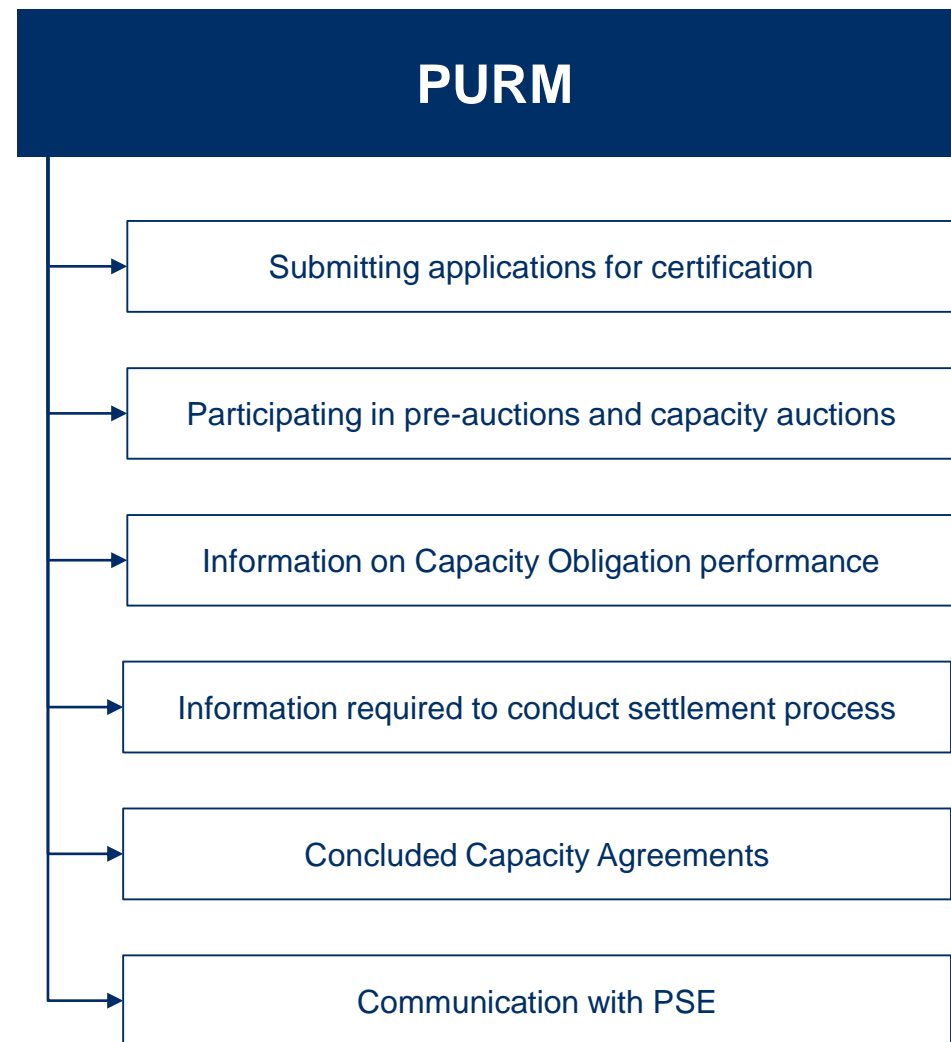 PURM
Submitting applications for certification
Participating in pre-auctions and capacity auctions
Information on Capacity Obligation performance
Information required to conduct settlement process
Concluded Capacity Agreements
Communication with PSE